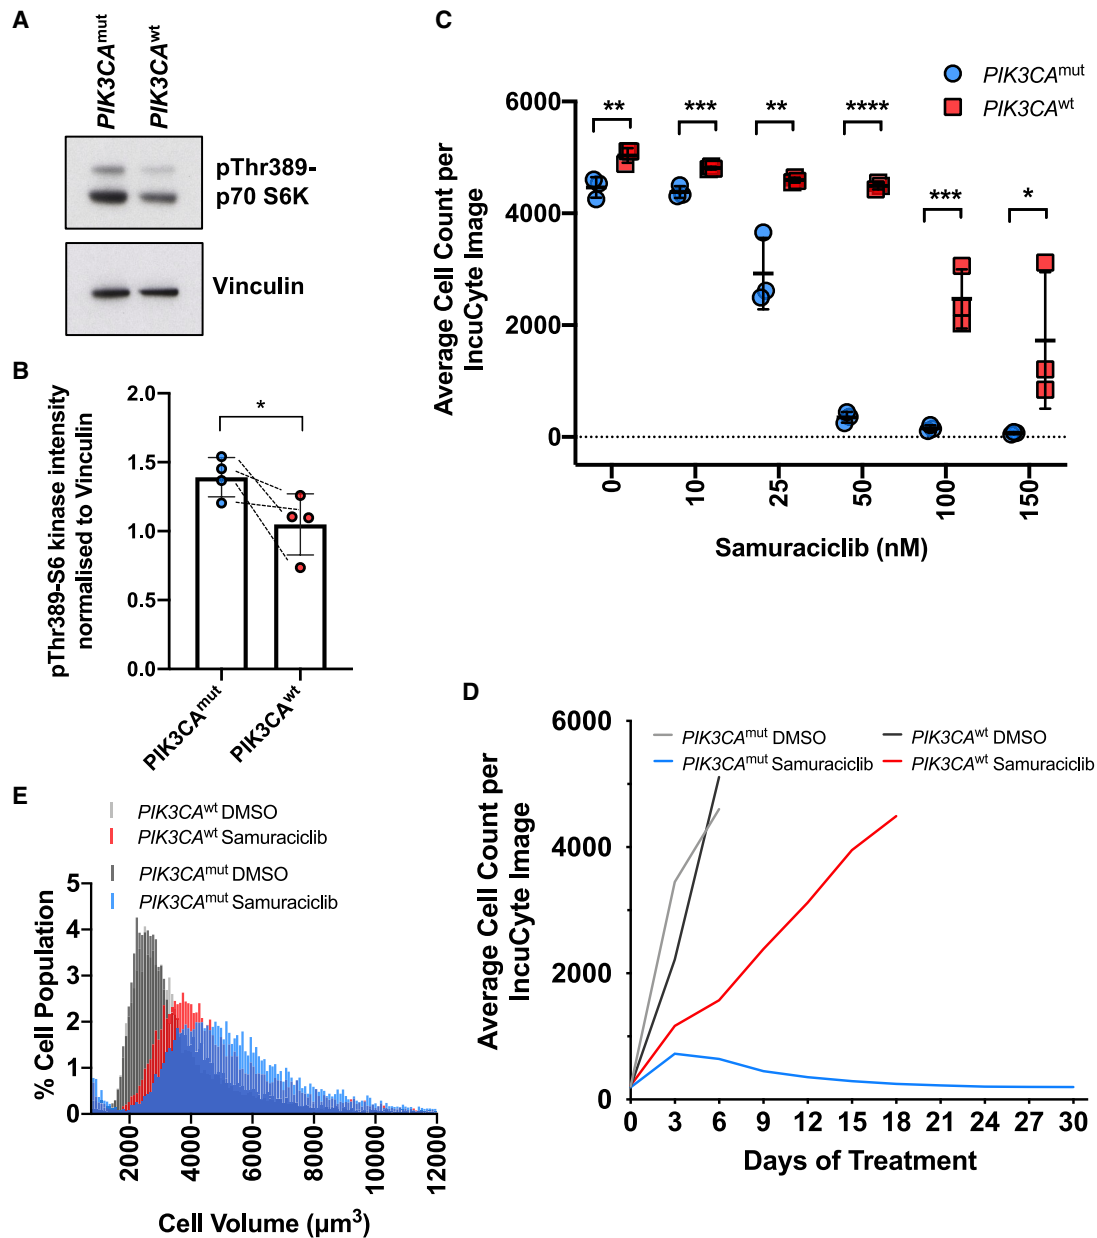 A
PIK3CAmut
PIK3CAwt
pThr389-
p70 S6K
Vinculin
B
pThr389-S6 kinase intensity
normalised to Vinculin
2.0
1.5
1.0
0.5
0.0
*
PIK3CAmut
PIK3CAwt
C
PIK3CAmut
PIK3CAwt
Average Cell Count per
IncuCyte Image
6000
4000
2000
0
** *** ** **** *** *
0 10 25 50 100 150
Samuraciclib (nM)
D
Average Cell Count per
IncuCyte Image
6000
4000
2000
0
PIK3CAmut DMSO
PIK3CAmut Samuraciclib
PIK3CAwt DMSO
PIK3CAwt Samuraciclib
0 3 6 9 12 15 18 21 24 27 30
Days of Treatment
E
PIK3CAwt DMSO
PIK3CAwt Samuraciclib
PIK3CAmut DMSO
PIK3CAmut Samuraciclib
% Cell Population
5
4
3
2
1
0
2000 4000 6000 8000 10000 12000
Cell Volume (µm³)